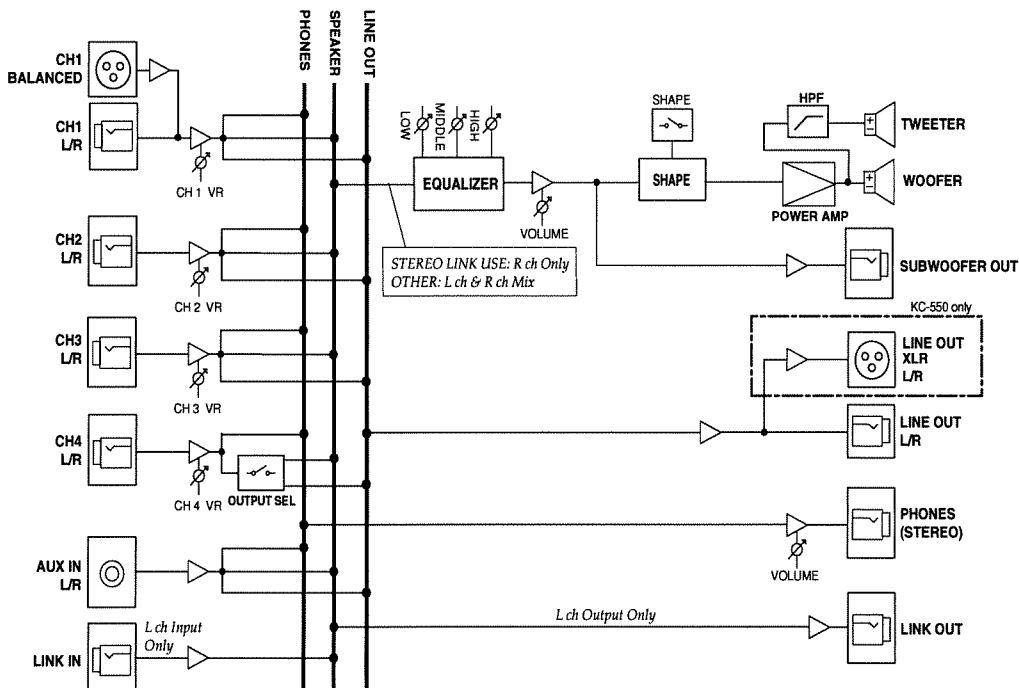 PHONES
SPEAKER
LINE OUT
CH1
BALANCED
CH1
L/R
CH 1 VR
CH2
L/R
CH 2 VR
CH3
L/R
CH 3 VR
CH4
L/R
CH 4 VR
OUTPUT SEL
AUX IN
L/R
L ch Input
Only
LINK IN
LOW
MIDDLE
HIGH
EQUALIZER
VOLUME
STEREO LINK USE: R ch Only
OTHER: L ch & R ch Mix
SHAPE
SHAPE
HPF
TWEETER
WOOFER
POWER AMP
SUBWOOFER OUT
KC-550 only
LINE OUT
XLR
L/R
LINE OUT
L/R
PHONES
(STEREO)
VOLUME
L ch Output Only
LINK OUT